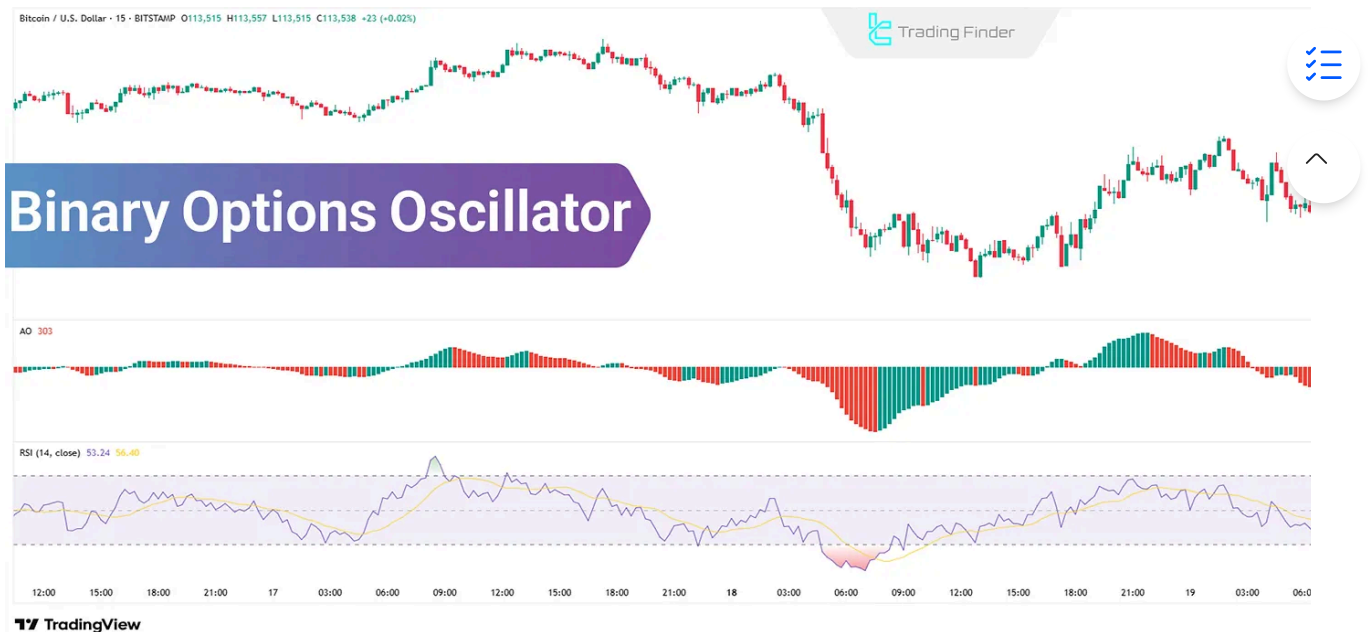 Bitcoin / U.S. Dollar · 15 · BITSTAMP O113,515 H113,557 L113,515 C113,538 +23 (+0.02%)
Trading Finder
Binary Options Oscillator
AO 303
RSI (14, close) 53.24 56.40
12:00 15:00 18:00 21:00 17 03:00 06:00 09:00 12:00 15:00 18:00 21:00 18 03:00 06:00 09:00 12:00 15:00 18:00 21:00 19 03:00 06:0
TradingView